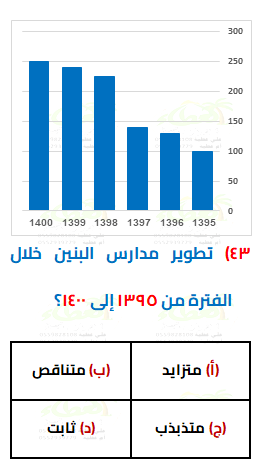 300
250
200
150
100
50
0
1400 1399 1398 1397 1396 1395
٤٣) تطوير مدارس البنين خلال
الفترة من ١٣٩٥ إلى ١٤٠٠؟
(أ) متزايد (ب) متناقص
(ج) متذبذب (د) ثابت